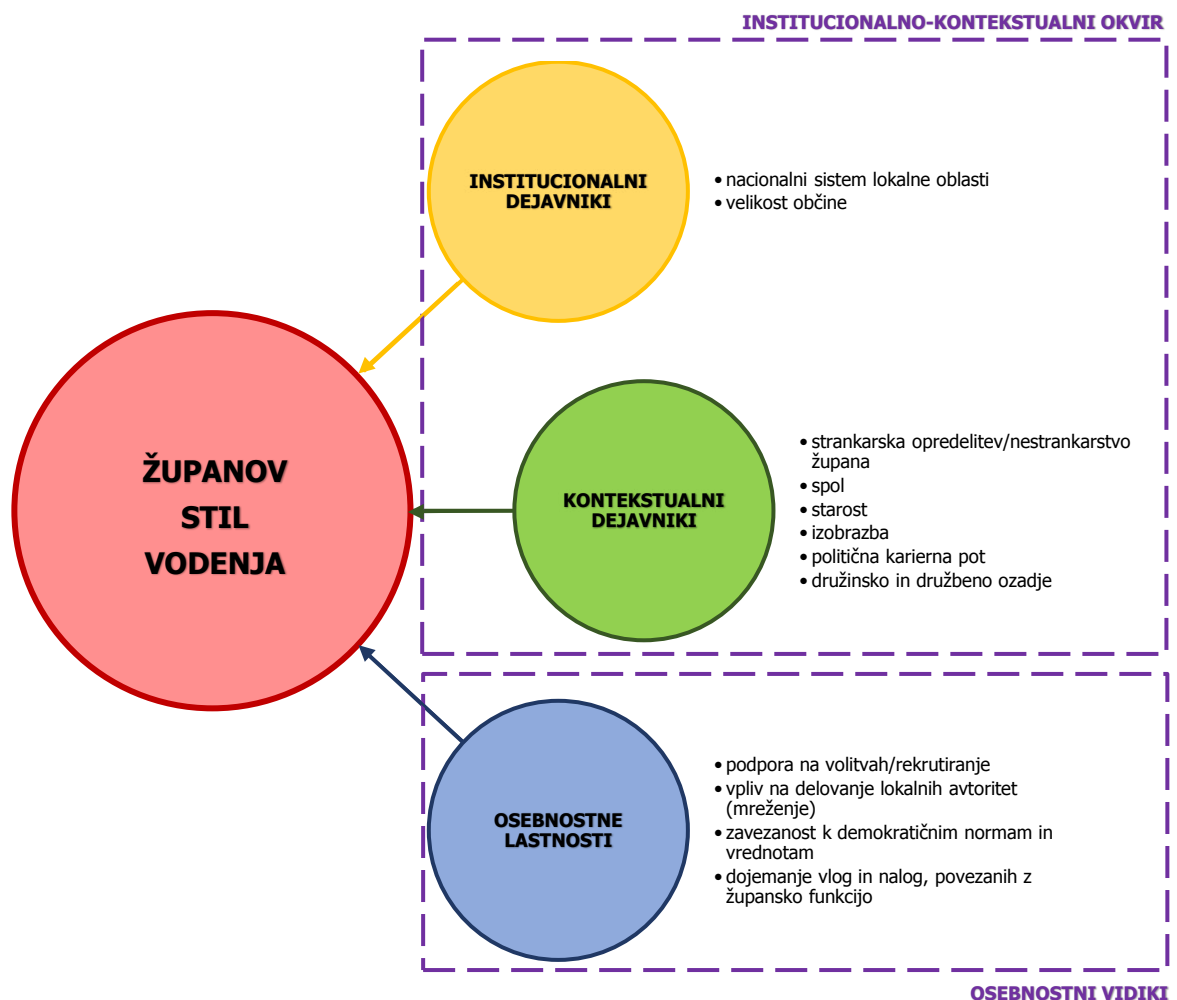 INSTITUCIONALNO-KONTEKSTUALNI OKVIR
INSTITUCIONALNI
DEJAVNIKI
• nacionalni sistem lokalne oblasti
• velikost občine
ŽUPANOV
STIL
VODENJA
KONTEKSTUALNI
DEJAVNIKI
• strankarska opredelitev/nestrankarstvo
župana
• spol
• starost
• izobrazba
• politična karierna pot
• družinsko in družbeno ozadje
OSEBNOSTNE
LASTNOSTI
• podpora na volitvah/rekrutiranje
• vpliv na delovanje lokalnih avtoritet
(mreženje)
• zavezanost k demokratičnim normam in
vrednotam
• dojemanje vlog in nalog, povezanih z
župansko funkcijo
OSEBNOSTNI VIDIKI